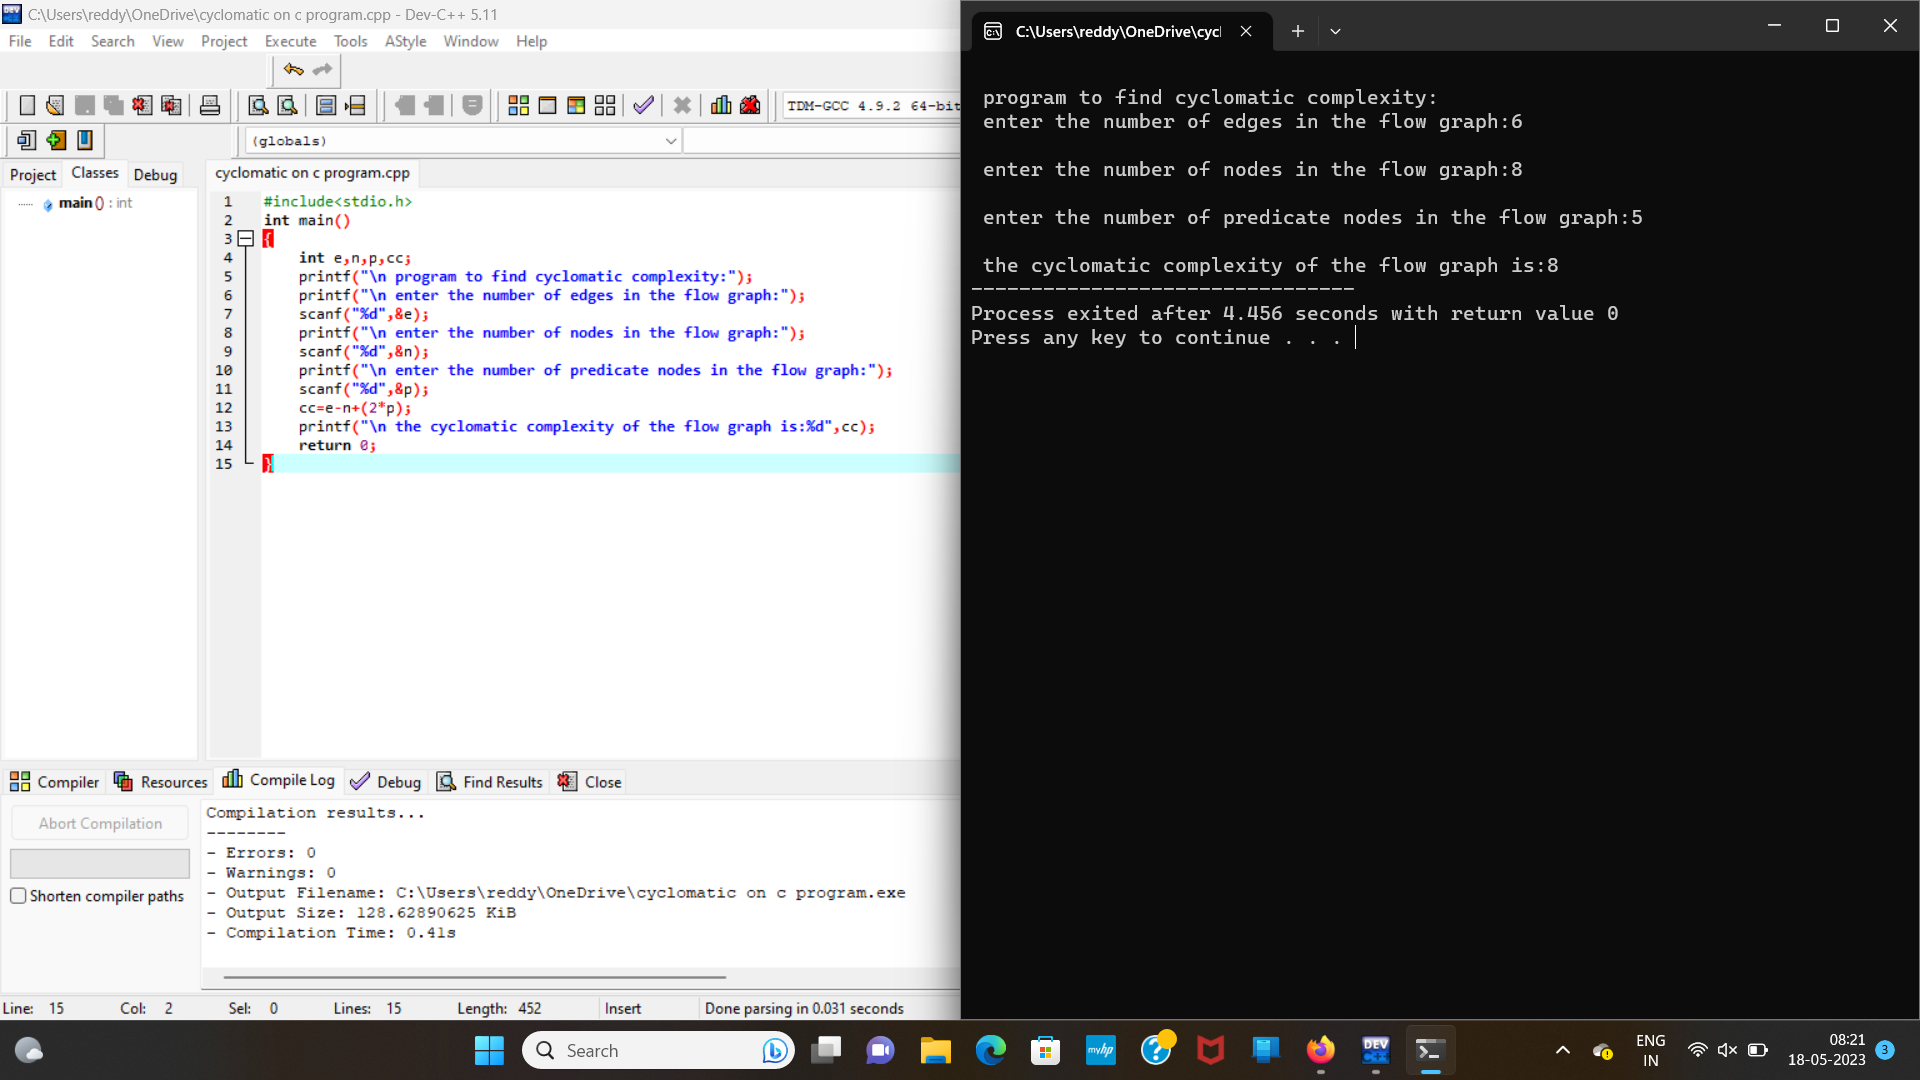 C:\Users\reddy\OneDrive\cyclomatic on c program.cpp - Dev-C++ 5.11
File Edit Search View Project Execute Tools AStyle Window Help
TDM-GCC 4.9.2 64-bit
(globals)
Project Classes Debug
main () : int
cyclomatic on c program.cpp
1 #include<stdio.h>
2 int main()
3 {
4 int e,n,p,cc;
5 printf("\n program to find cyclomatic complexity:");
6 printf("\n enter the number of edges in the flow graph:");
7 scanf("%d",&e);
8 printf("\n enter the number of nodes in the flow graph:");
9 scanf("%d",&n);
10 printf("\n enter the number of predicate nodes in the flow graph:");
11 scanf("%d",&p);
12 cc=e-n+(2*p);
13 printf("\n the cyclomatic complexity of the flow graph is:%d",cc);
14 return 0;
15 }
Compiler Resources Compile Log Debug Find Results Close
Abort Compilation
Shorten compiler paths
Compilation results...
--------
- Errors: 0
- Warnings: 0
- Output Filename: C:\Users\reddy\OneDrive\cyclomatic on c program.exe
- Output Size: 128.62890625 KiB
- Compilation Time: 0.41s
Line: 15 Col: 2 Sel: 0 Lines: 15 Length: 452 Insert Done parsing in 0.031 seconds
C:\Users\reddy\OneDrive\cycl
program to find cyclomatic complexity:
enter the number of edges in the flow graph:6
enter the number of nodes in the flow graph:8
enter the number of predicate nodes in the flow graph:5
the cyclomatic complexity of the flow graph is:8
--------------------------------
Process exited after 4.456 seconds with return value 0
Press any key to continue . . .
Search
myhp
DEV C++
ENG
IN
08:21
18-05-2023
3